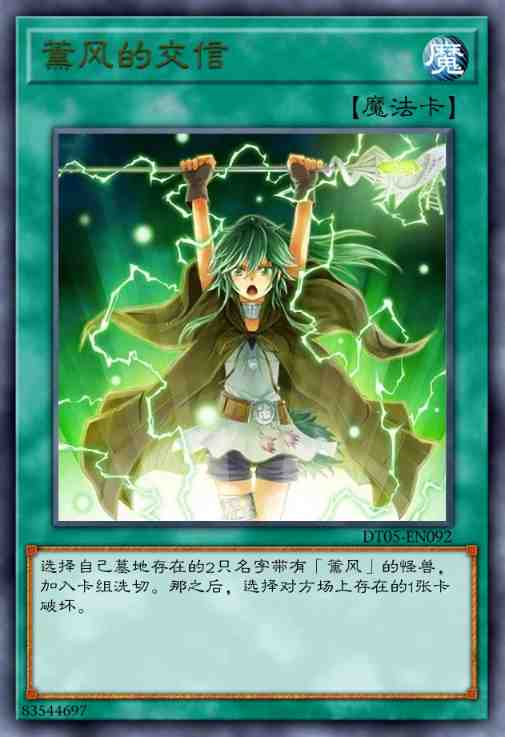 薰风的交信
魔
【魔法卡】
DT05-EN092
选择自己墓地存在的2只名字带有「薰风」的怪兽，
加入卡组洗切。那之后，选择对方场上存在的1张卡
破坏。
83544697